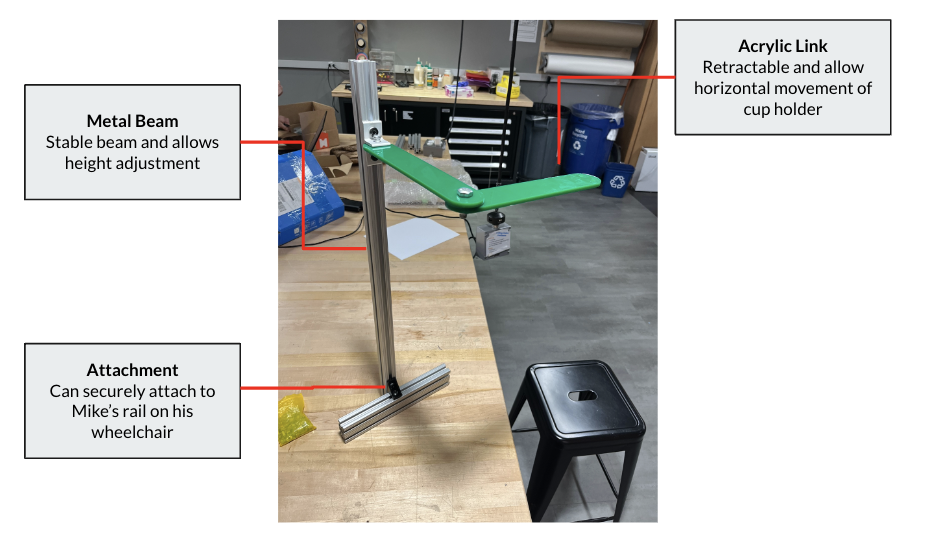 Metal Beam
Stable beam and allows
height adjustment
Attachment
Can securely attach to
Mike's rail on his
wheelchair
Acrylic Link
Retractable and allow
horizontal movement of
cup holder